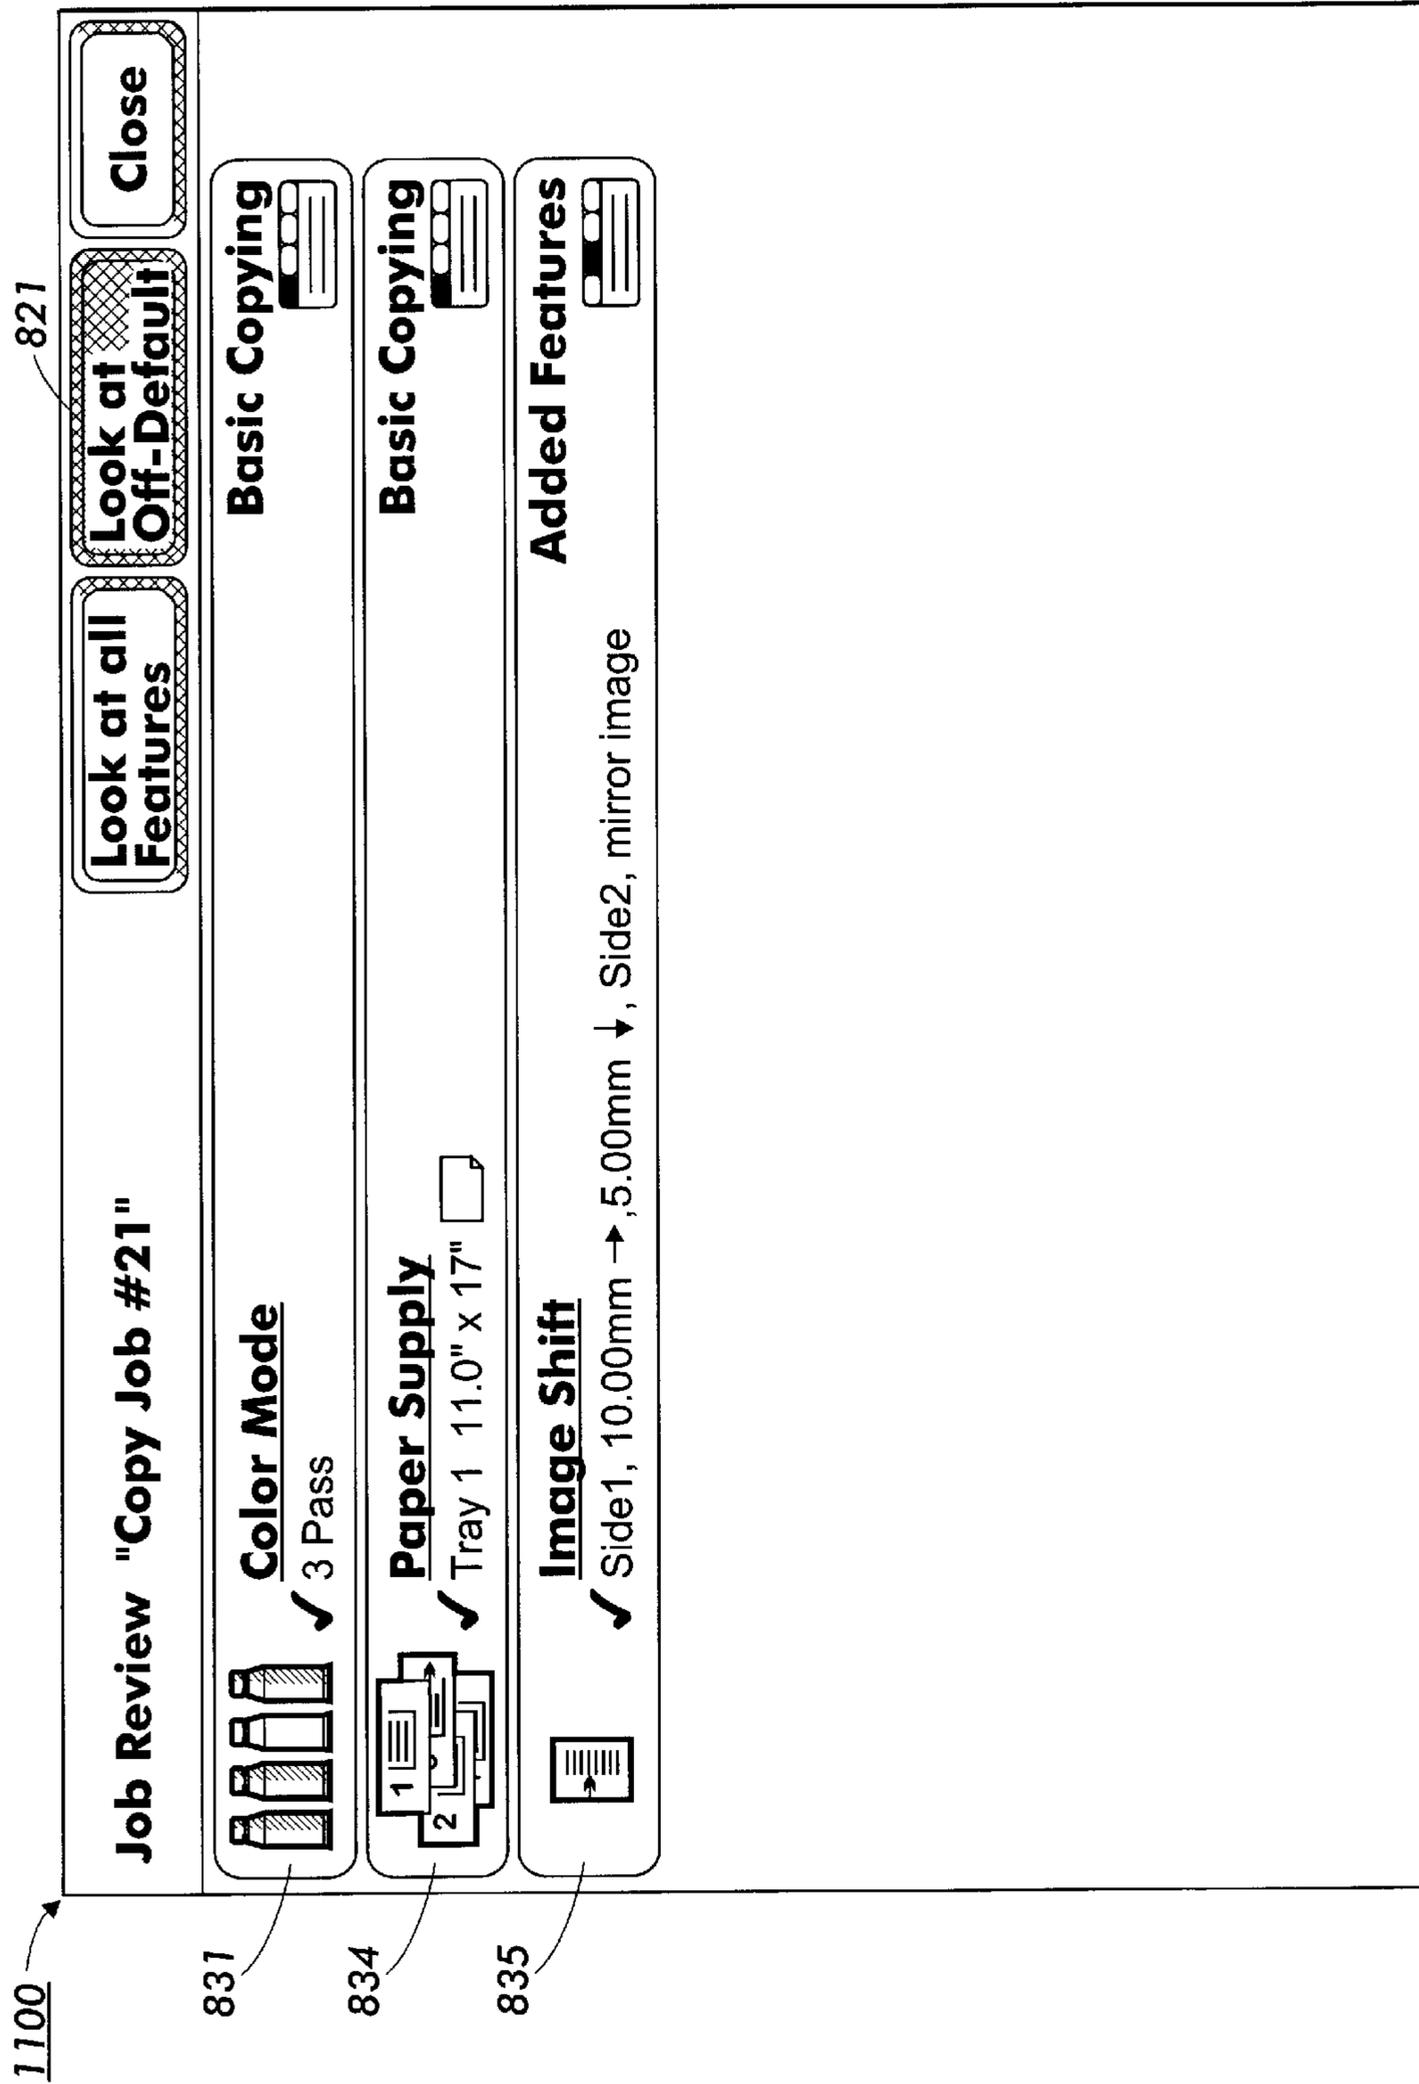 1100
821
Job Review "Copy Job #21"
Look at all
Features
Look at
Off-Default
Close
831
Color Mode
✓ 3 Pass
Basic Copying
834
1
2
Paper Supply
✓ Tray 1 11.0" x 17"
Basic Copying
835
Image Shift
✓ Side1, 10.00mm →,5.00mm ↓, Side2, mirror image
Added Features